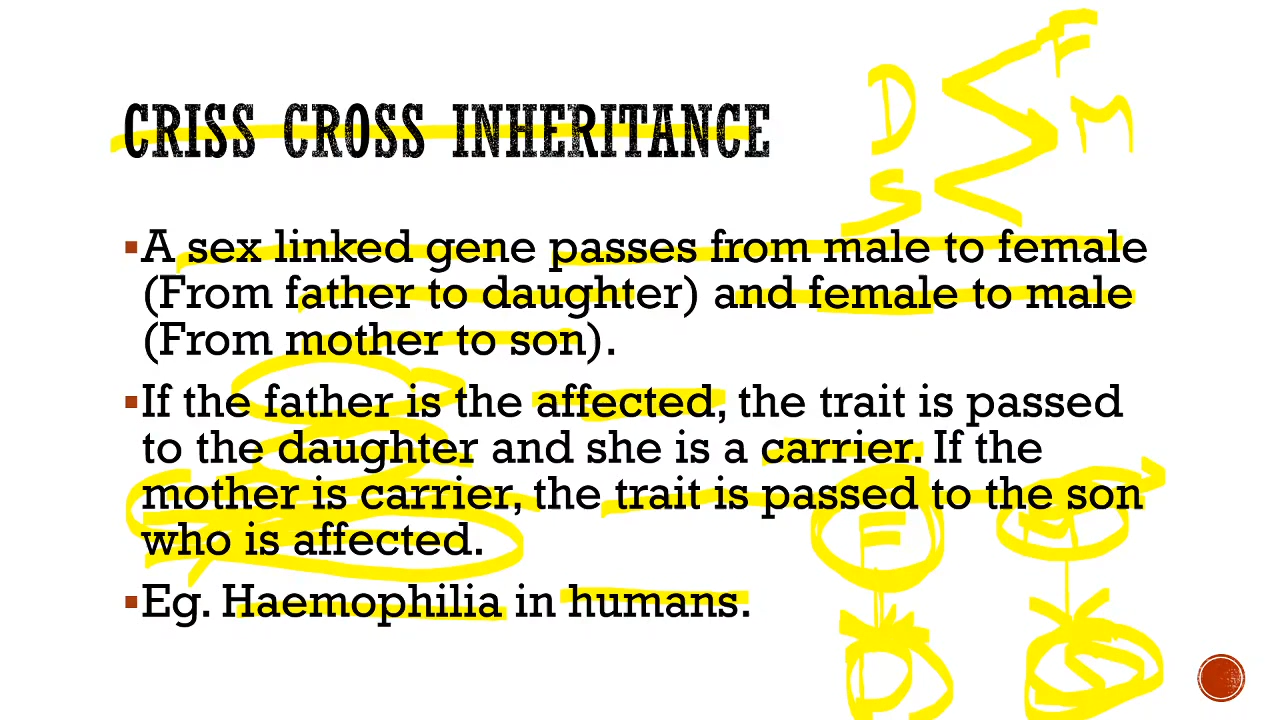 CRISS CROSS INHERITANCE
F
D
M
S
▪A sex linked gene passes from male to female
(From father to daughter) and female to male
(From mother to son).
▪If the father is the affected, the trait is passed
to the daughter and she is a carrier. If the
mother is carrier, the trait is passed to the son
who is affected.
F M
▪Eg. Haemophilia in humans.
D S